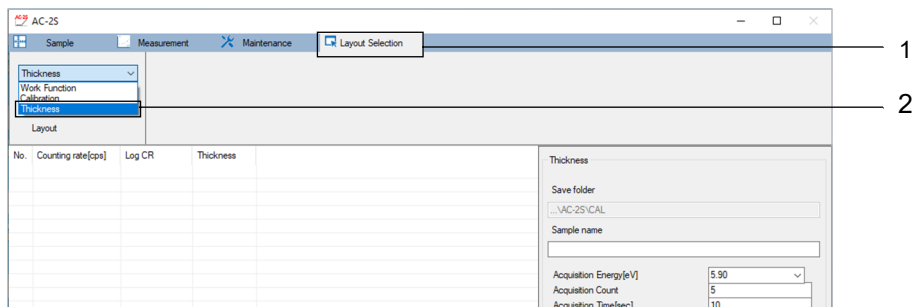 AC-2S
AC-2S
Sample Measurement Maintenance Layout Selection
1
Thickness
Work Function
Calibration
Thickness
2
Layout
No. Counting rate[cps] Log CR Thickness
Thickness
Save folder
...\AC-2S\CAL
Sample name
Acquisition Energy[eV] 5.90
Acquisition Count 5
Acquisition Time[sec] 10